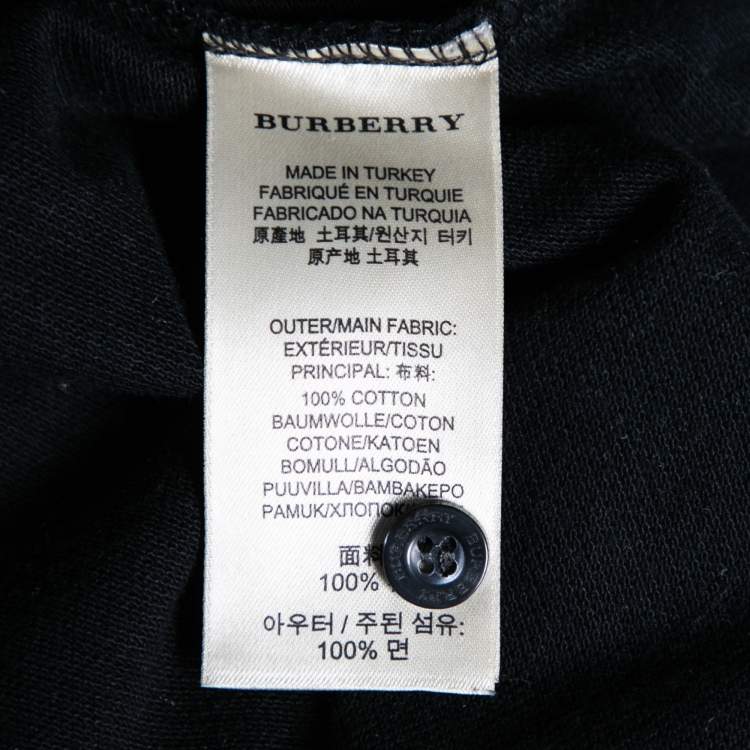 BURBERRY
MADE IN TURKEY
FABRIQUÉ EN TURQUIE
FABRICADO NA TURQUIA
原產地 土耳其/원산지 터키
原产地 土耳其
OUTER/MAIN FABRIC:
EXTÉRIEUR/TISSU
PRINCIPAL: 布料:
100% COTTON
BAUMWOLLE/COTON
COTONE/KATOEN
BOMULL/ALGODÃO
PUUVILLA/BAMBAKEPO
PAMUK/ХЛОПОК
面料
100%
아우터 / 주된 섬유:
100% 면
BURBERRY